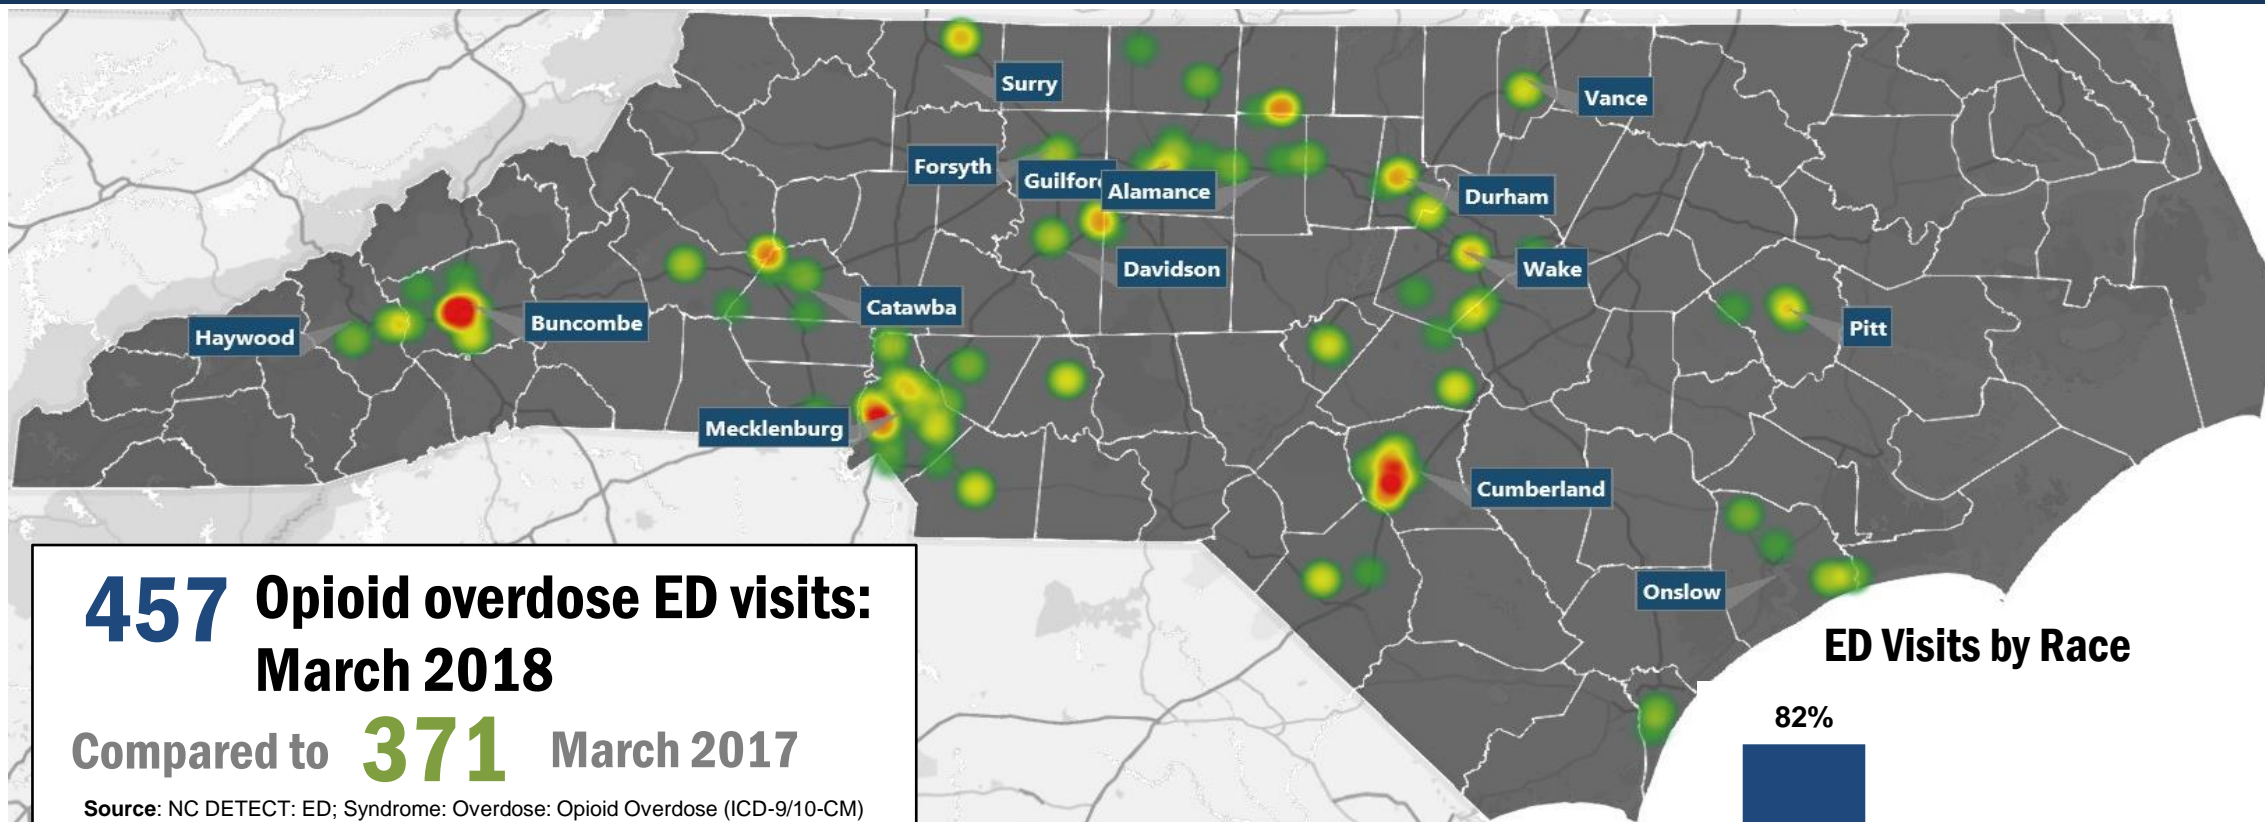 Surry
Vance
Forsyth
Guilfor
Alamance
Durham
Davidson
Wake
Catawba
Haywood
Buncombe
Pitt
Mecklenburg
Cumberland
Onslow
457 Opioid overdose ED visits:
March 2018
Compared to 371 March 2017
Source: NC DETECT: ED; Syndrome: Overdose: Opioid Overdose (ICD-9/10-CM)
ED Visits by Race
82%